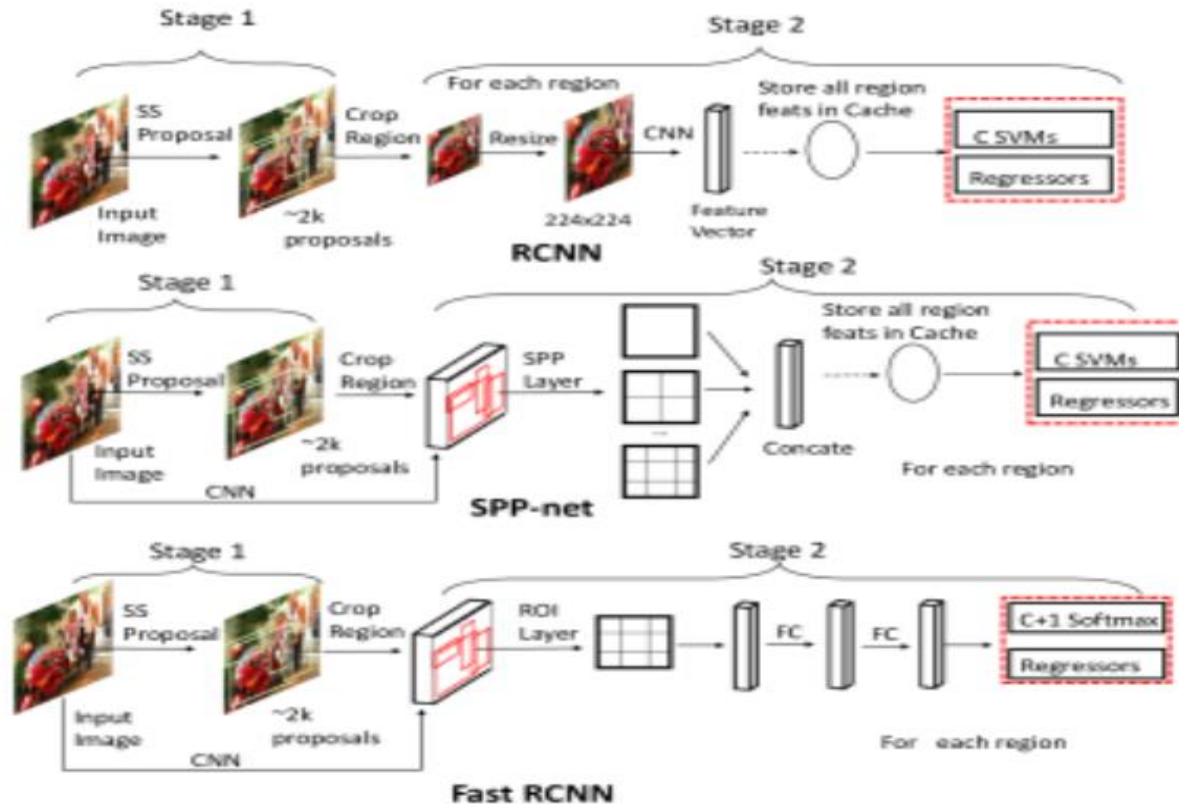 Stage 1
Stage 2
For each region
SS
Proposal
Crop
Region
Resize
CNN
Store all region
feats in Cache
C SVMs
Regressors
Input
Image
~2k
proposals
224x224
Feature
Vector
RCNN
Stage 1
Stage 2
SS
Proposal
Crop
Region
SPP
Layer
...
Store all region
feats in Cache
C SVMs
Regressors
Input
Image
~2k
proposals
CNN
Concate
For each region
SPP-net
Stage 1
Stage 2
SS
Proposal
Crop
Region
ROI
Layer
FC
FC
C+1 Softmax
Regressors
Input
Image
~2k
proposals
CNN
For each region
Fast RCNN